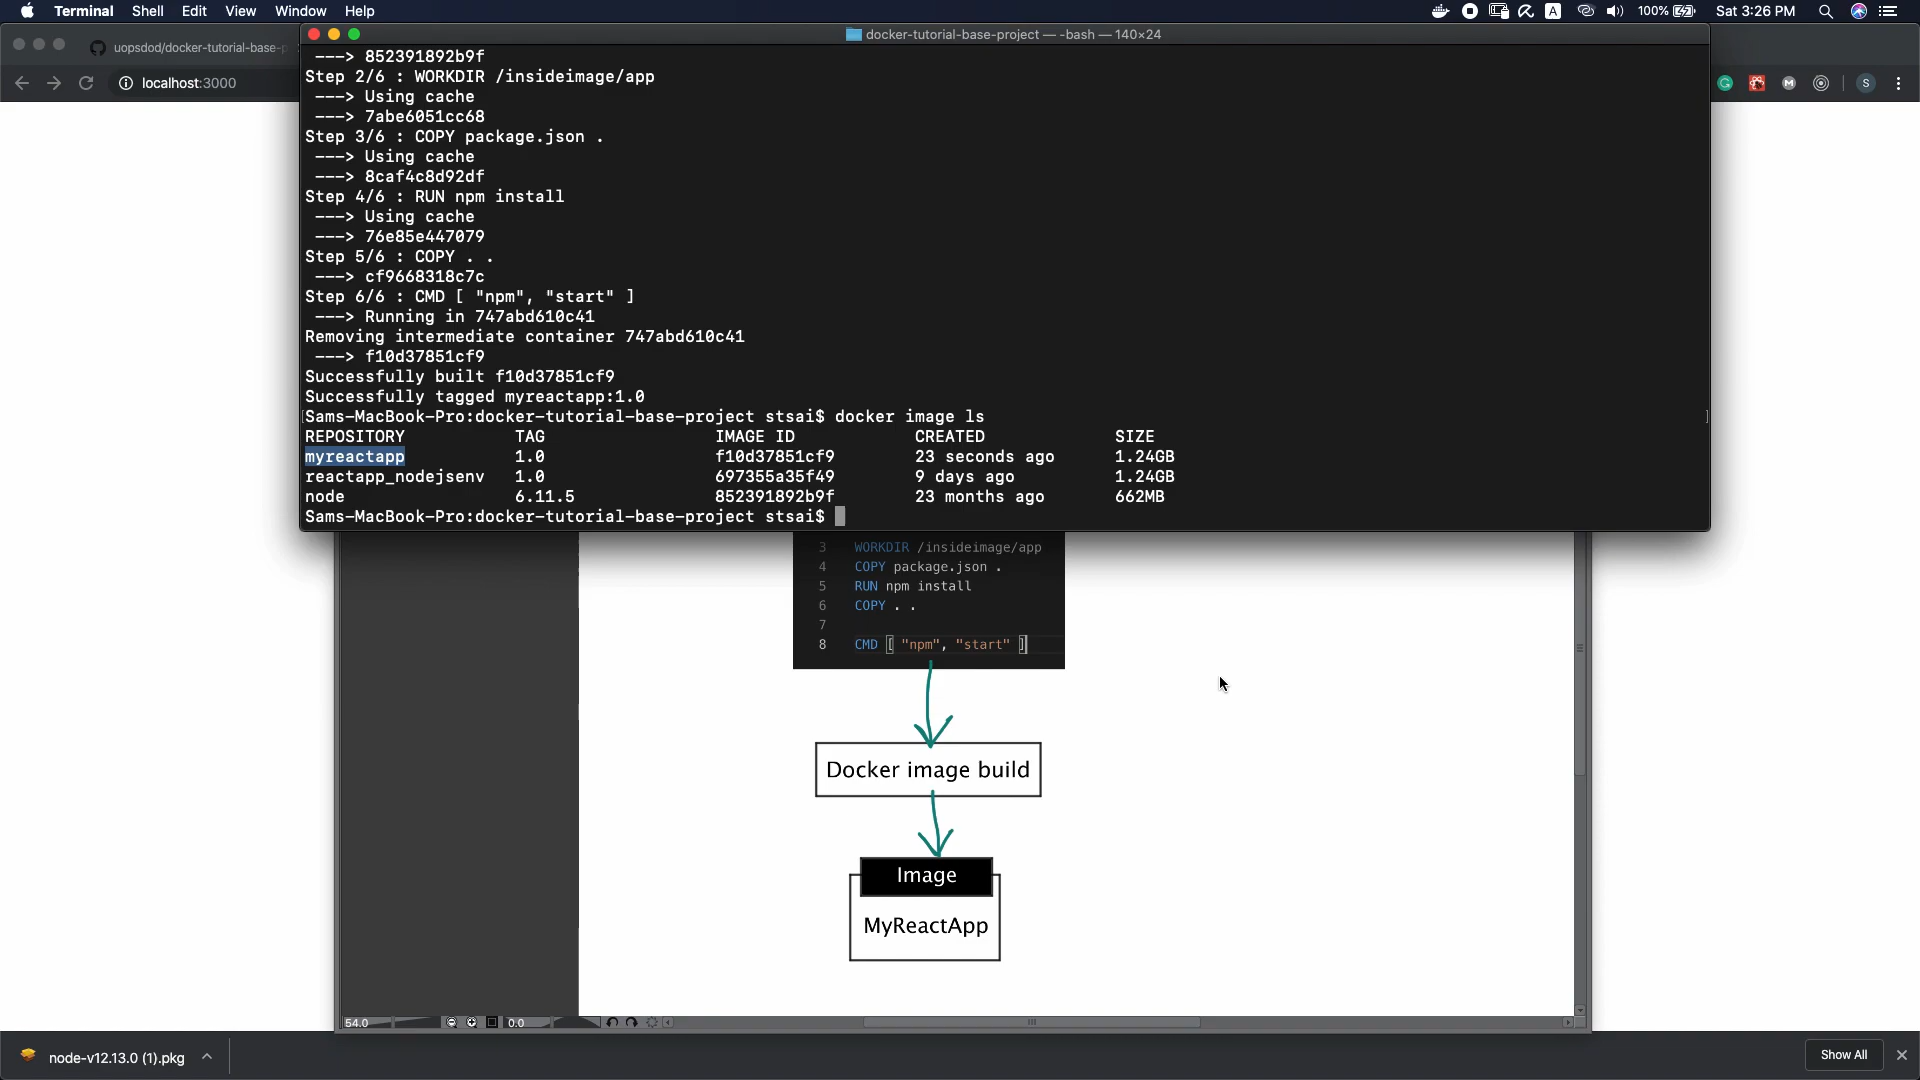 Terminal Shell Edit View Window Help
A 100% Sat 3:26 PM
uopsdod/docker-tutorial-base-p
docker-tutorial-base-project — -bash — 140×24
localhost:3000
M S
---> 852391892b9f
Step 2/6 : WORKDIR /insideimage/app
---> Using cache
---> 7abe6051cc68
Step 3/6 : COPY package.json .
---> Using cache
---> 8caf4c8d92df
Step 4/6 : RUN npm install
---> Using cache
---> 76e85e447079
Step 5/6 : COPY . .
---> cf9668318c7c
Step 6/6 : CMD [ "npm", "start" ]
---> Running in 747abd610c41
Removing intermediate container 747abd610c41
---> f10d37851cf9
Successfully built f10d37851cf9
Successfully tagged myreactapp:1.0
[Sams-MacBook-Pro:docker-tutorial-base-project stsai$ docker image ls ]
REPOSITORY TAG IMAGE ID CREATED SIZE
myreactapp 1.0 f10d37851cf9 23 seconds ago 1.24GB
reactapp_nodejsenv 1.0 697355a35f49 9 days ago 1.24GB
node 6.11.5 852391892b9f 23 months ago 662MB
Sams-MacBook-Pro:docker-tutorial-base-project stsai$
3 WORKDIR /insideimage/app
4 COPY package.json .
5 RUN npm install
6 COPY . .
7
8 CMD [ "npm", "start" ]
Docker image build
Image
MyReactApp
54.0 0.0
node-v12.13.0 (1).pkg
Show All